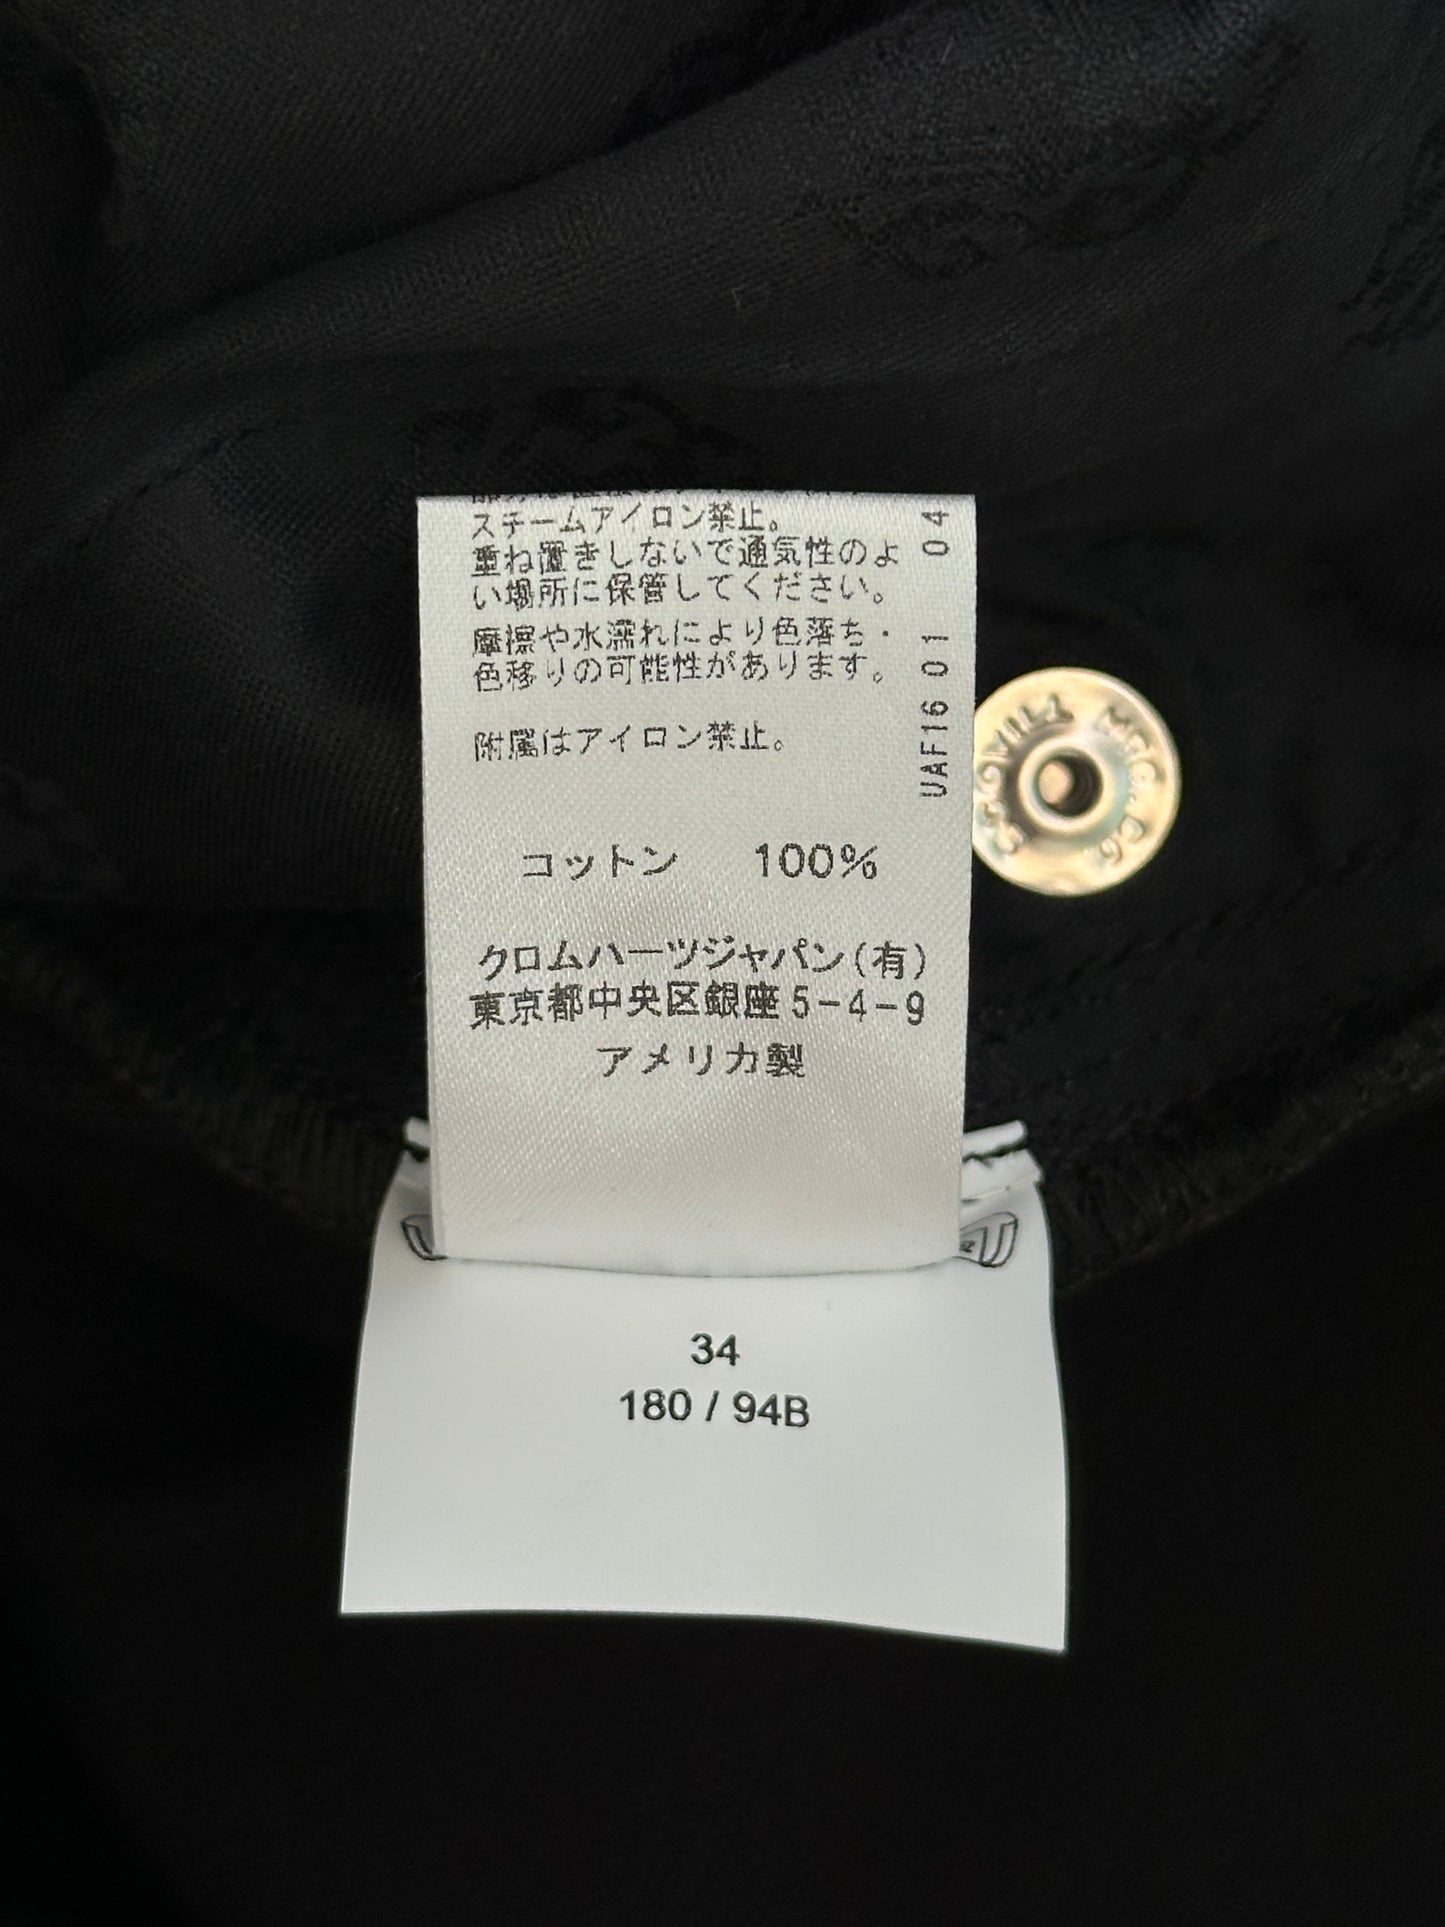 スチームアイロン禁止。
重ね置きしないで通気性のよ
い場所に保管してください。
摩擦や水濡れにより色落ち・
色移りの可能性があります。
附属はアイロン禁止。
コットン 100%
クロムハーツジャパン(有)
東京都中央区銀座5-4-9
アメリカ製
UAF16 01 04
SCOVILL MFG. CO.
34
180 / 94B